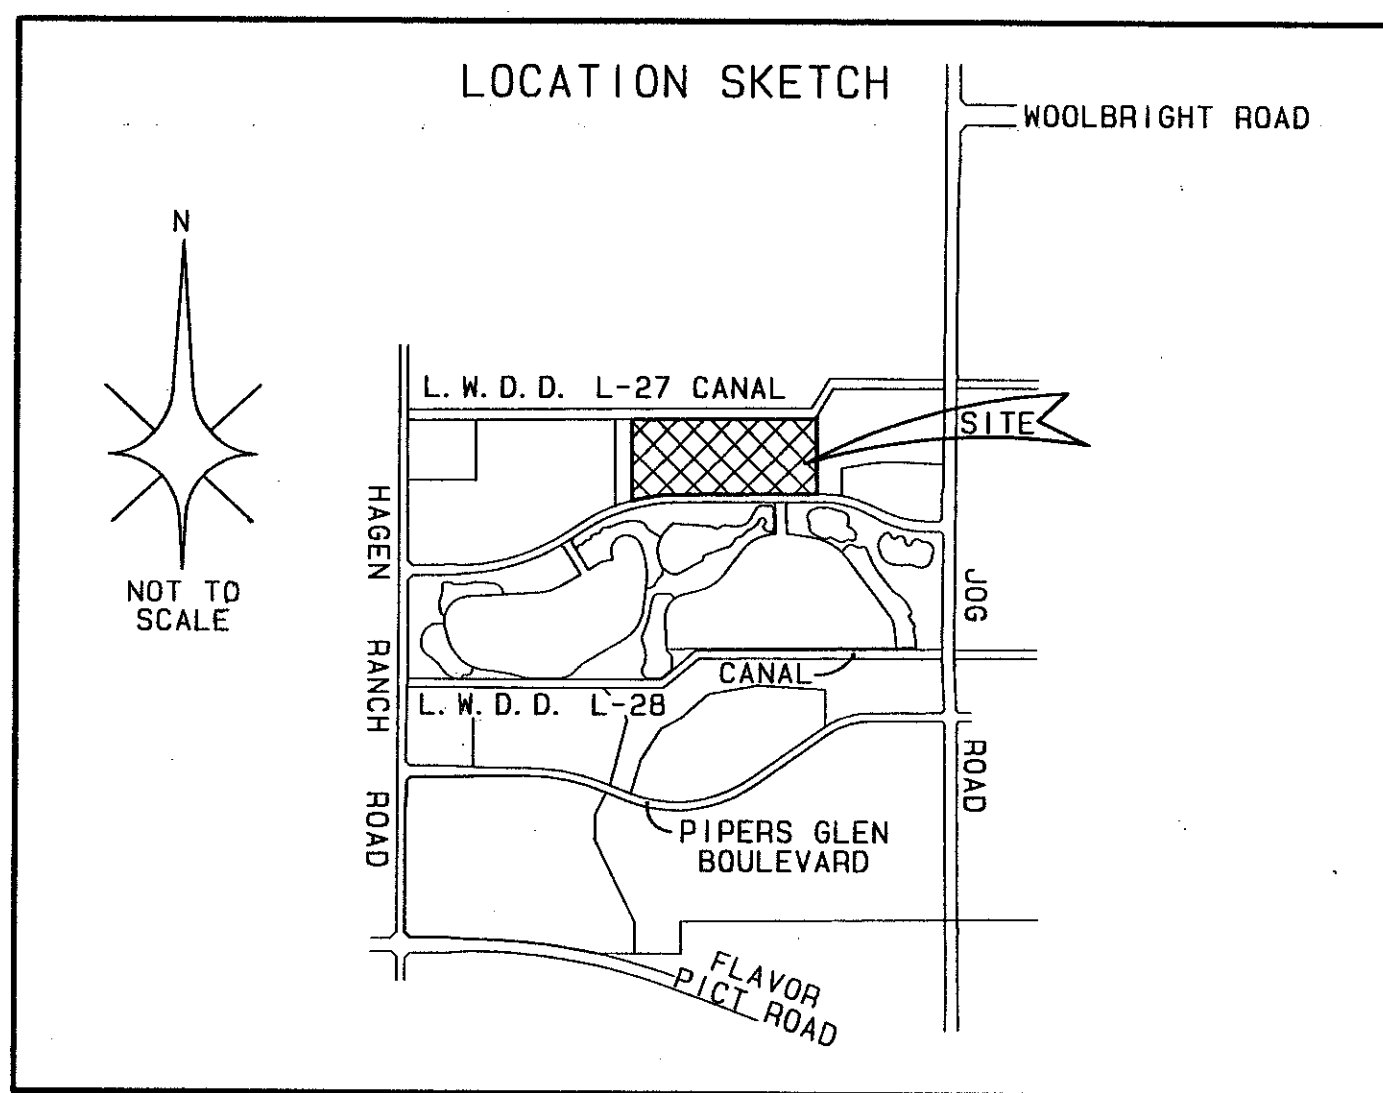 LOCATION SKETCH
WOOLBRIGHT ROAD
N
L. W. D. D. L-27 CANAL
SITE
HAGEN RANCH ROAD
NOT TO
SCALE
JOG ROAD
CANAL
L. W. D. D. L-28
PIPERS GLEN
BOULEVARD
FLAVOR
PICT ROAD